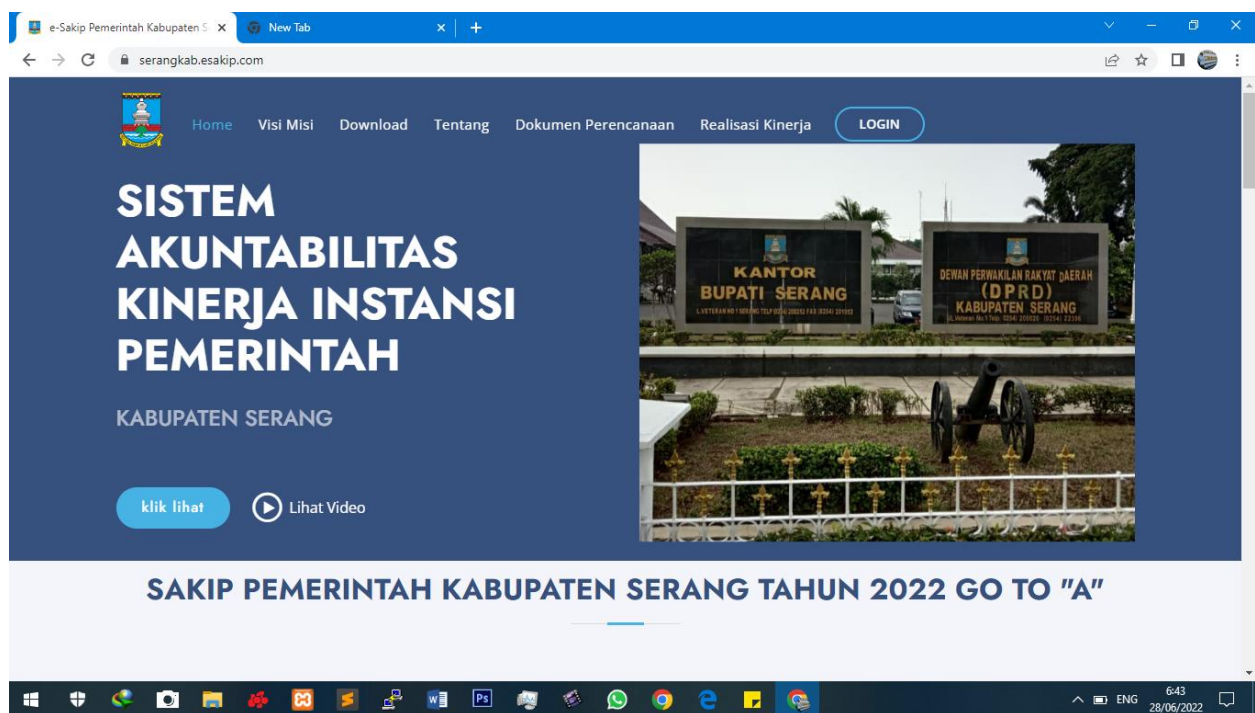 e-Sakip Pemerintah Kabupaten S
New Tab
serangkab.esakip.com
Home Visi Misi Download Tentang Dokumen Perencanaan Realisasi Kinerja LOGIN
SISTEM
AKUNTABILITAS
KINERJA INSTANSI
PEMERINTAH
KABUPATEN SERANG
klik lihat
Lihat Video
KANTOR
BUPATI SERANG
DEWAN PERWAKILAN RAKYAT DAERAH
(DPRD)
KABUPATEN SERANG
SAKIP PEMERINTAH KABUPATEN SERANG TAHUN 2022 GO TO "A"
Ps
ENG
6:43
28/06/2022